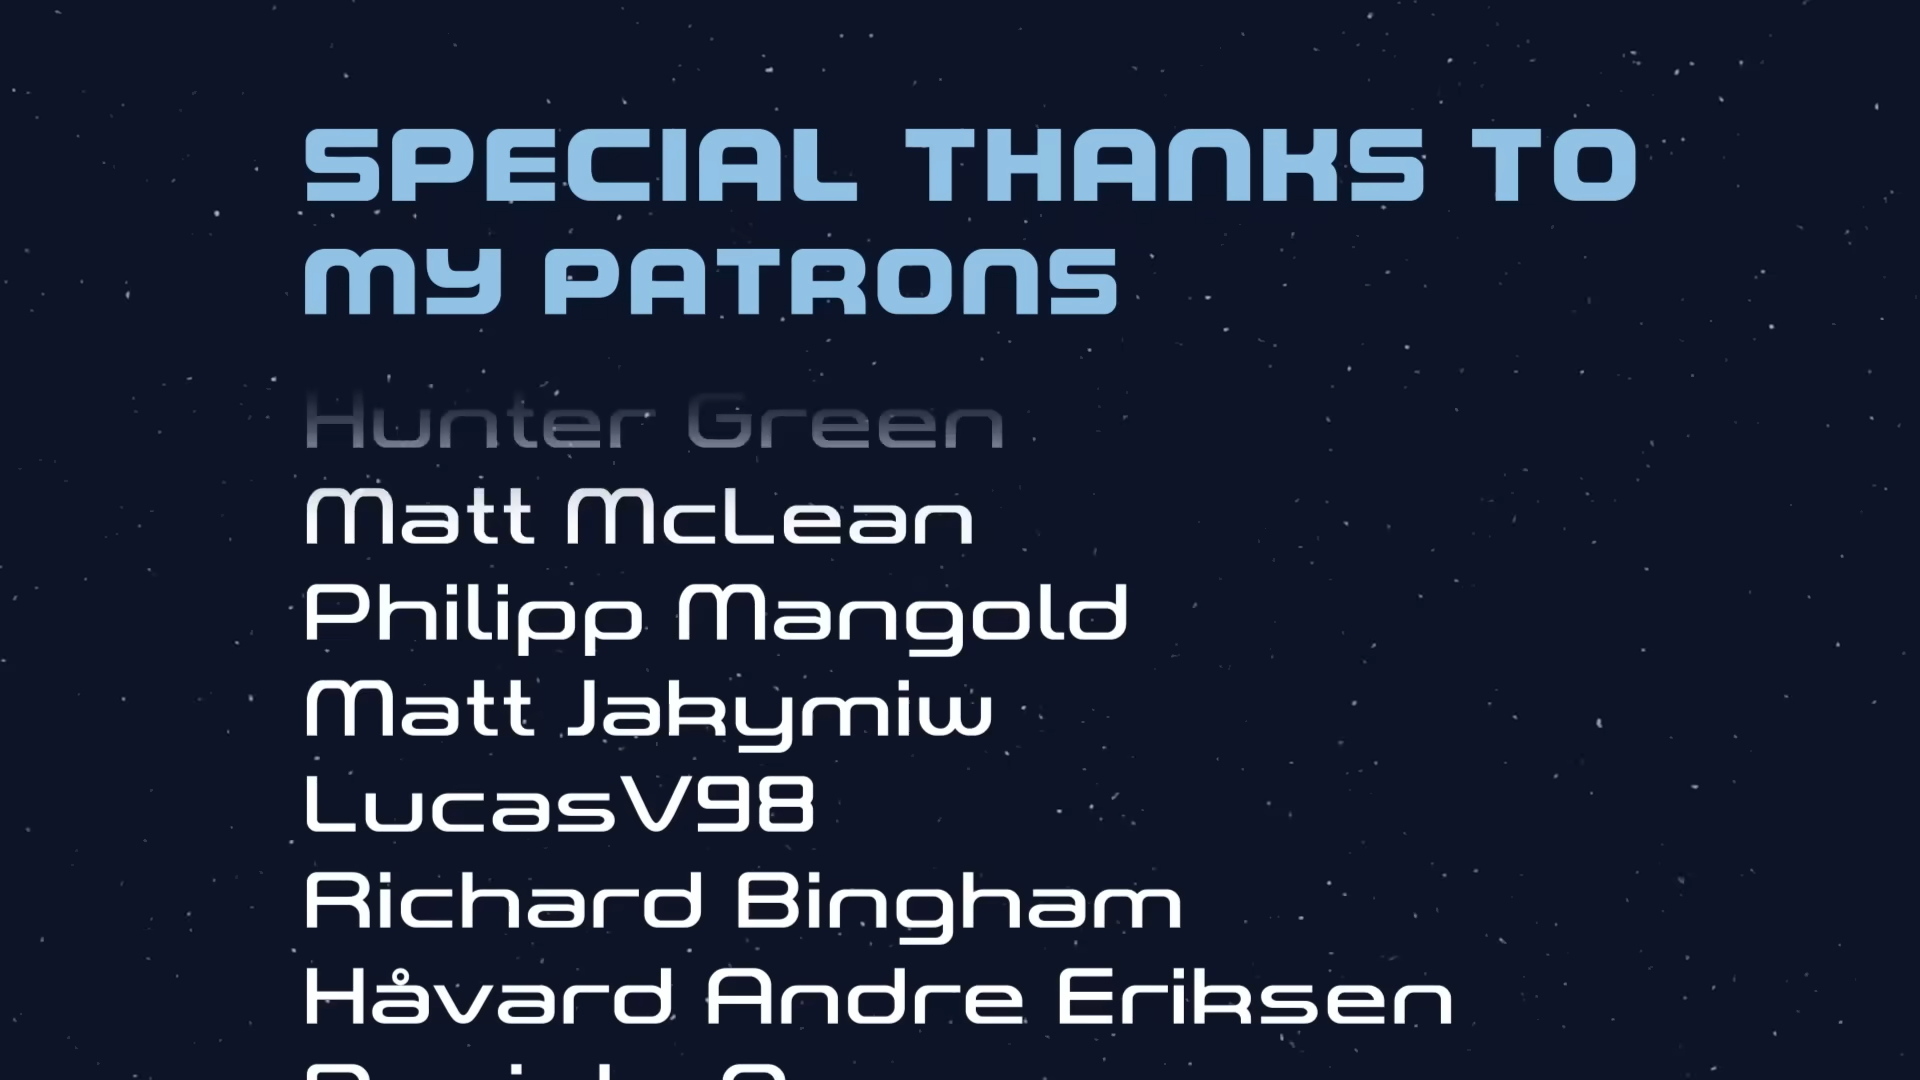 SPECIAL THANKS TO
MY PATRONS
Hunter Green
Matt McLean
Philipp Mangold
Matt Jakymiw
LucasV98
Richard Bingham
Håvard Andre Eriksen